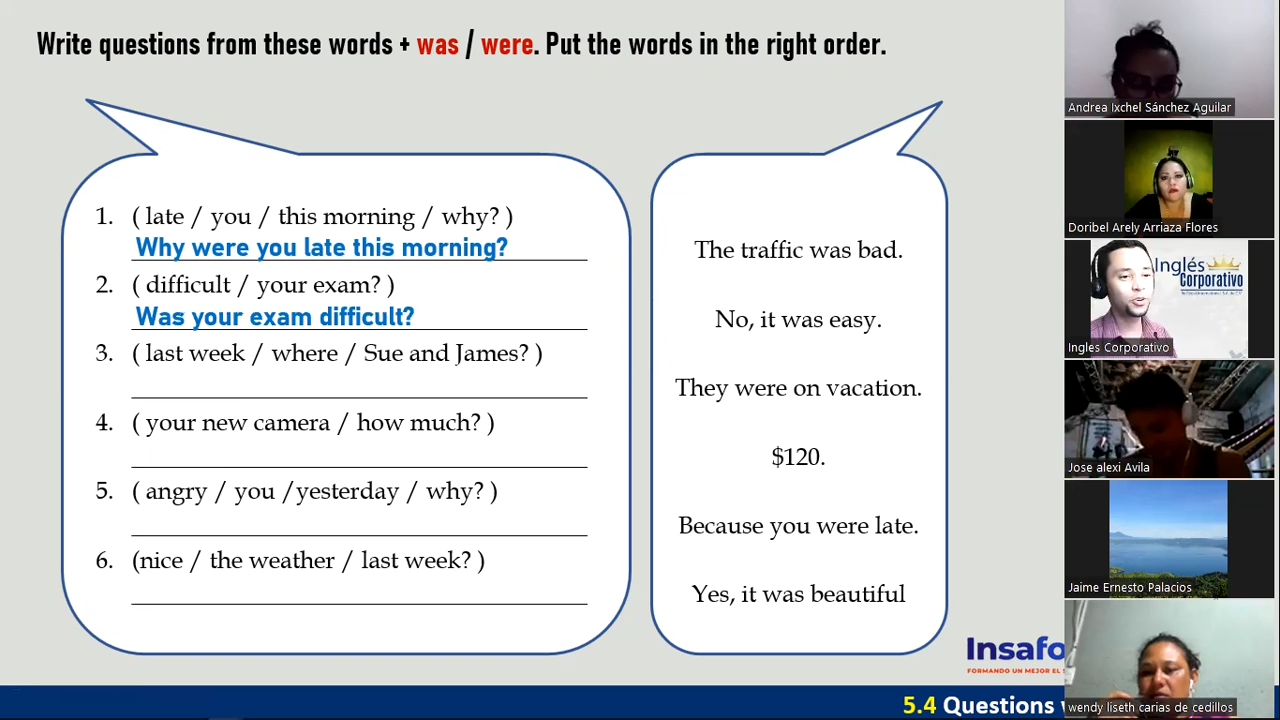 Write questions from these words + was / were. Put the words in the right order.
1. ( late / you / this morning / why? )
Why were you late this morning?
2. ( difficult / your exam? )
Was your exam difficult?
3. ( last week / where / Sue and James? )
4. ( your new camera / how much? )
5. ( angry / you /yesterday / why? )
6. (nice / the weather / last week? )
The traffic was bad.
No, it was easy.
They were on vacation.
$120.
Because you were late.
Yes, it was beautiful
Insafo
5.4 Questions
Andrea Ixchel Sánchez Aguilar
Doribel Arely Arriaza Flores
Inglés
Corporativo
Ingles Corporativo
Jose alexi Avila
Jaime Ernesto Palacios
wendy liseth carias de cedillos